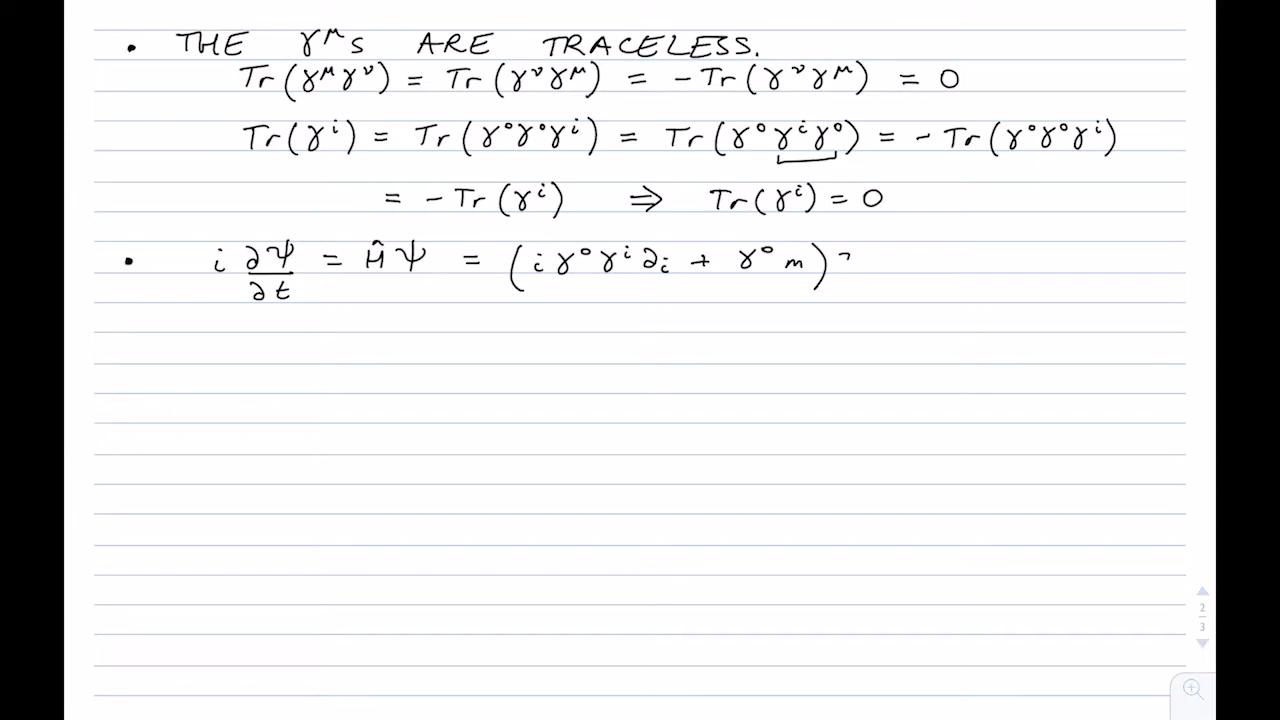 • THE γ^μs ARE TRACELESS.
Tr(γ^μγ^ν) = Tr(γ^νγ^μ) = -Tr(γ^νγ^μ) = 0
Tr(γ^i) = Tr(γ^0γ^0γ^i) = Tr(γ^0γ^iγ^0) = -Tr(γ^0γ^0γ^i)
= -Tr(γ^i) ⇒ Tr(γ^i) = 0
• i ∂ψ/∂t = Ĥψ = (iγ^0γ^i∂_i + γ^0m)
2
3